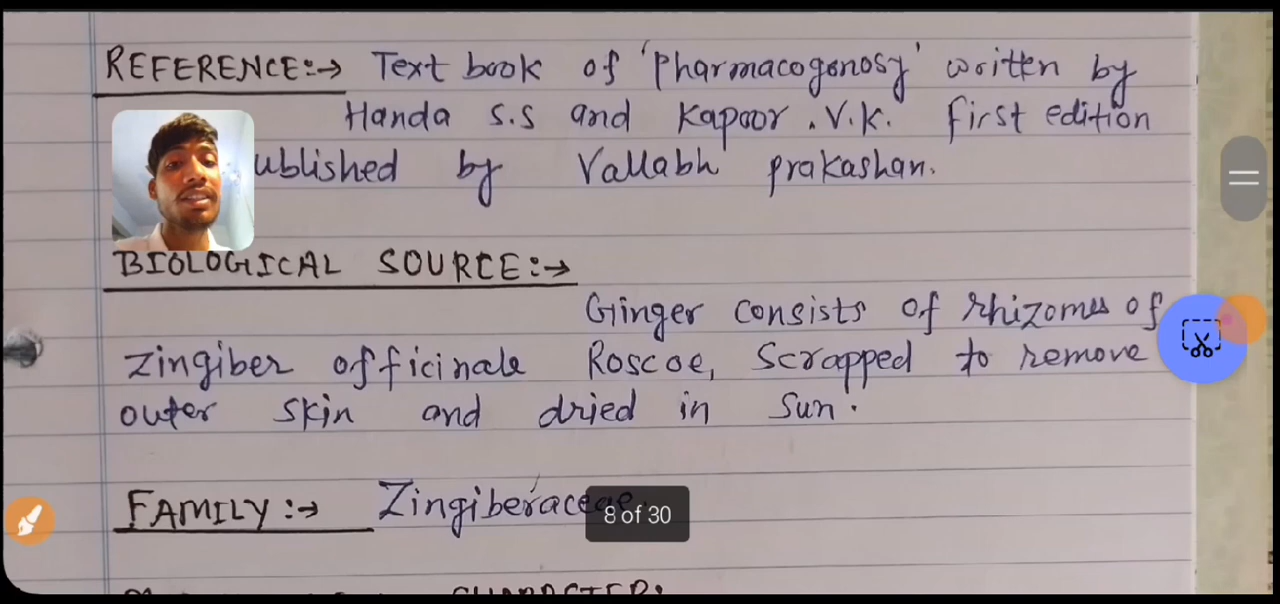 REFERENCE:→ Text book of 'Pharmacogonosy' written by
Handa S.S and Kapoor .V.K. First edition
ublished by Vallabh prakashan.
BIOLOGICAL SOURCE:→
Ginger consists of rhizomes of
Zingiber officinale Roscoe, Scrapped to remove
outer skin and dried in Sun.
FAMILY:→ Zingiberaceae.
8 of 30